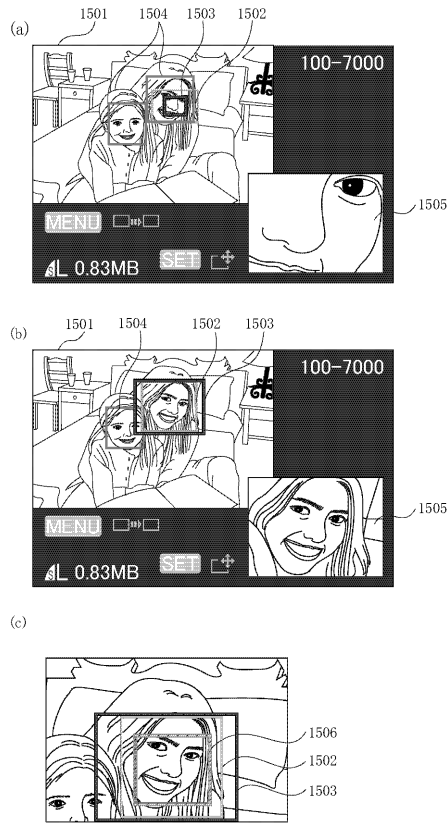 1501 1504 1503 1502
(a)
100-7000
1505
MENU
SET
L 0.83MB
1501 1504 1502 1503
(b)
100-7000
1505
MENU
SET
L 0.83MB
(c)
1506
1502
1503